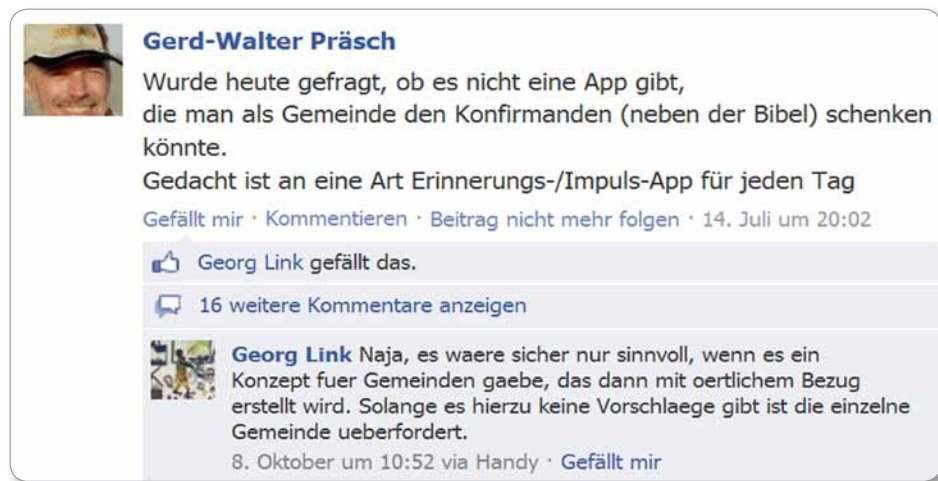 Gerd-Walter Präsch
Wurde heute gefragt, ob es nicht eine App gibt,
die man als Gemeinde den Konfirmanden (neben der Bibel) schenken
könnte.
Gedacht ist an eine Art Erinnerungs-/Impuls-App für jeden Tag
Gefällt mir · Kommentieren · Beitrag nicht mehr folgen · 14. Juli um 20:02
Georg Link gefällt das.
16 weitere Kommentare anzeigen
Georg Link Naja, es waere sicher nur sinnvoll, wenn es ein
Konzept fuer Gemeinden gaebe, das dann mit oertlichem Bezug
erstellt wird. Solange es hierzu keine Vorschlaege gibt ist die einzelne
Gemeinde ueberfordert.
8. Oktober um 10:52 via Handy · Gefällt mir